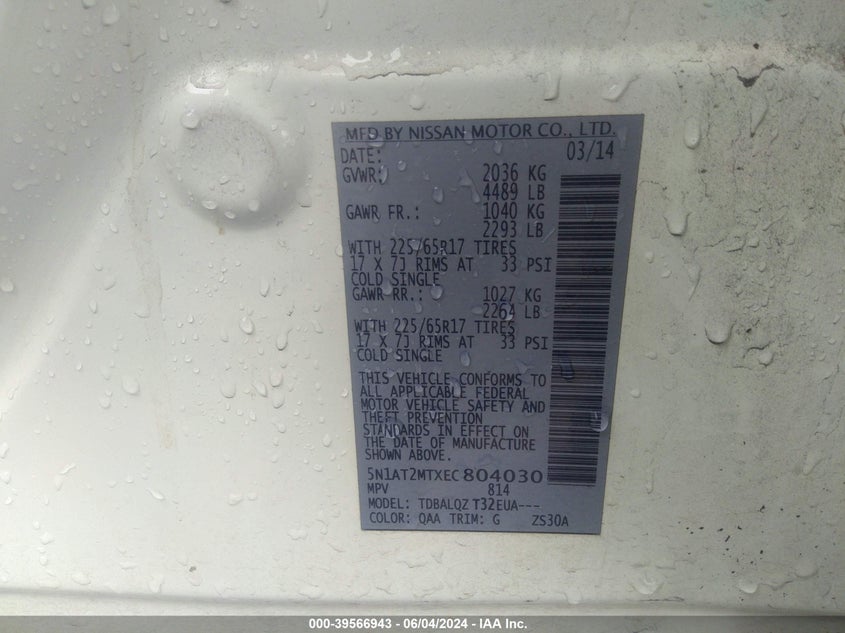 MFD BY NISSAN MOTOR CO., LTD.
DATE: 03/14
GVWR: 2036 KG
4489 LB
GAWR FR.: 1040 KG
2293 LB
WITH 225/65R17 TIRES
17 X 7J RIMS AT 33 PSI
COLD SINGLE
GAWR RR.: 1027 KG
2264 LB
WITH 225/65R17 TIRES
17 X 7J RIMS AT 33 PSI
COLD SINGLE
THIS VEHICLE CONFORMS TO
ALL APPLICABLE FEDERAL
MOTOR VEHICLE SAFETY AND
THEFT PREVENTION
STANDARDS IN EFFECT ON
THE DATE OF MANUFACTURE
SHOWN ABOVE.
5N1AT2MTXEC804030
MPV 814
MODEL: TDBALQZ T32EUA---
COLOR: QAA TRIM: G ZS30A
000-39566943 - 06/04/2024 - IAA Inc.